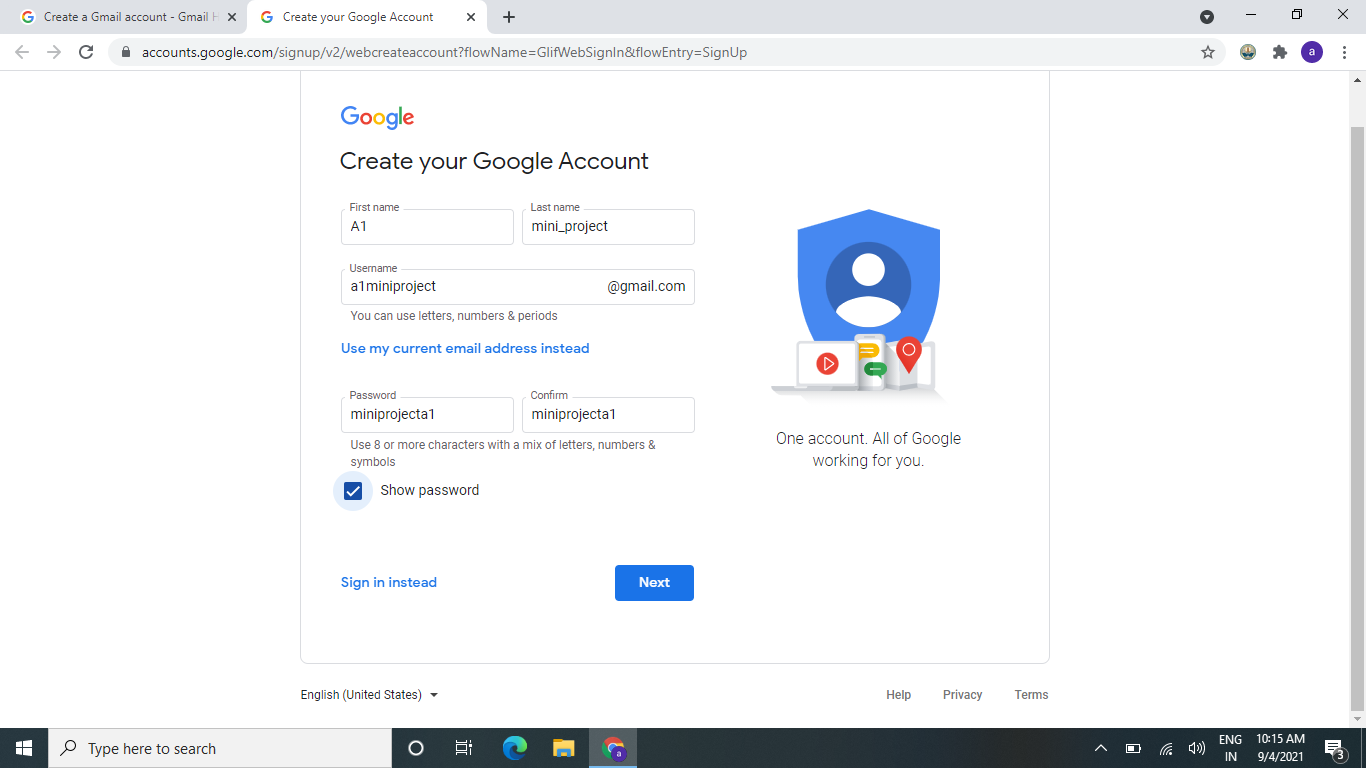 Create a Gmail account - Gmail H
Create your Google Account
accounts.google.com/signup/v2/webcreateaccount?flowName=GlifWebSignIn&flowEntry=SignUp
a
Google
Create your Google Account
First name
Last name
A1
mini_project
Username
a1miniproject
@gmail.com
You can use letters, numbers & periods
Use my current email address instead
Password
Confirm
miniprojecta1
miniprojecta1
Use 8 or more characters with a mix of letters, numbers &
symbols
Show password
One account. All of Google
working for you.
Sign in instead
Next
English (United States)
Help
Privacy
Terms
Type here to search
a
ENG
IN
10:15 AM
9/4/2021
3